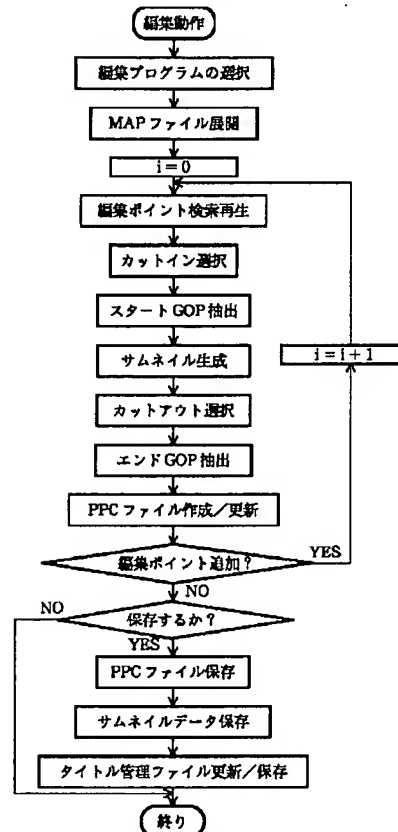 編集動作
編集プログラムの選択
MAPファイル展開
i=0
編集ポイント検索再生
カットイン選択
スタートGOP抽出
サムネイル生成
i=i+1
カットアウト選択
エンドGOP抽出
PPCファイル作成/更新
編集ポイント追加?
YES
NO
NO
保存するか?
YES
PPCファイル保存
サムネイルデータ保存
タイトル管理ファイル更新/保存
終り